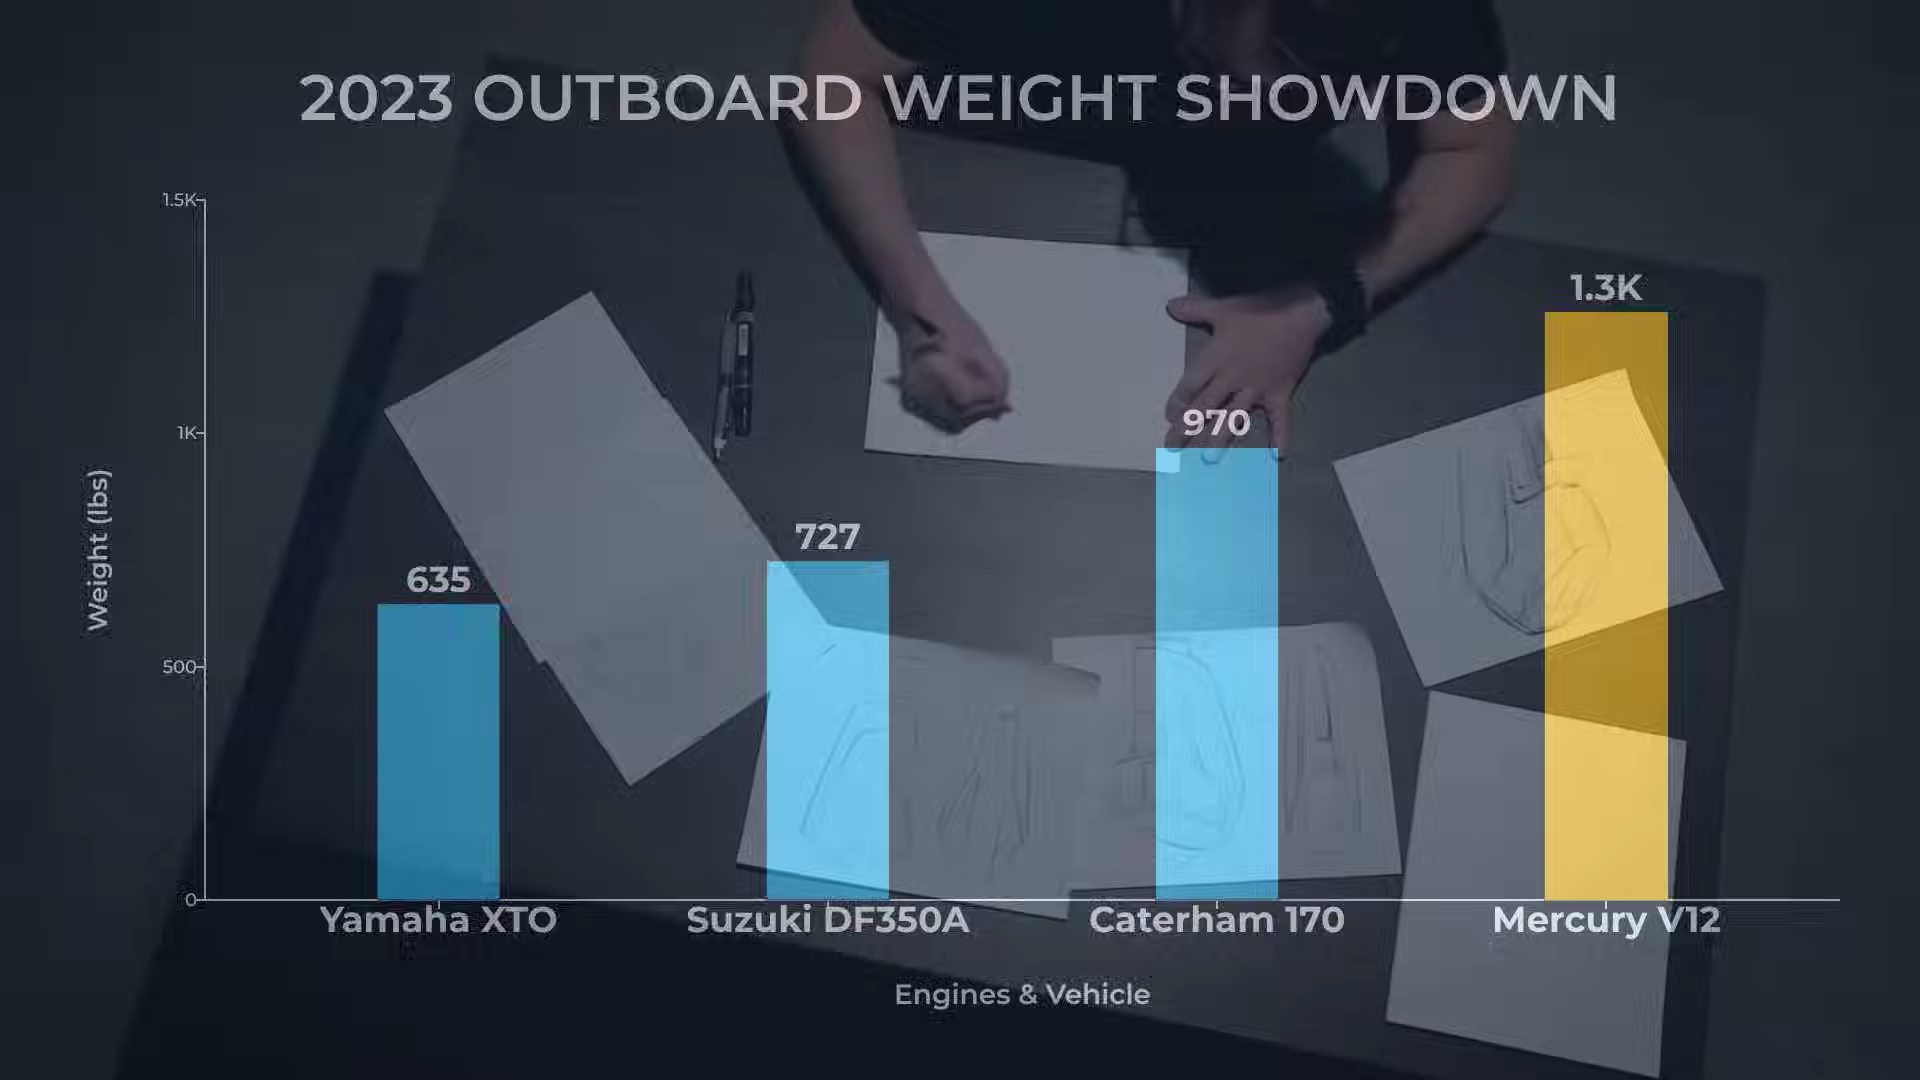 2023 OUTBOARD WEIGHT SHOWDOWN
1.5K
1K
500
0
Weight (lbs)
635
727
970
1.3K
Yamaha XTO
Suzuki DF350A
Caterham 170
Mercury V12
Engines & Vehicle